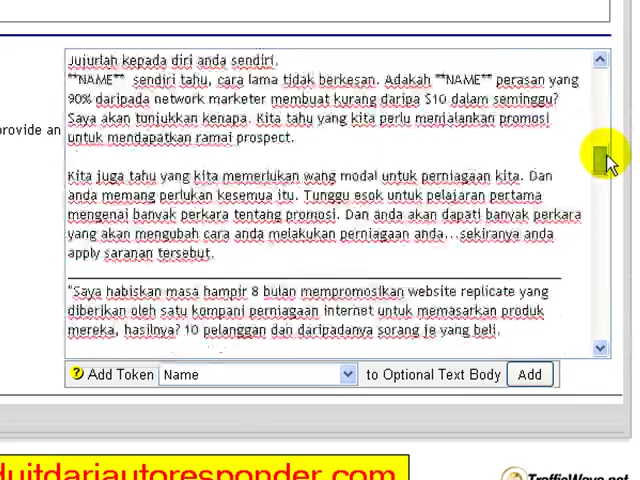 Jujurlah kepada diri anda sendiri.
**NAME** sendiri tahu, cara lama tidak berkesan. Adakah **NAME** perasan yang
90% daripada network marketer membuat kurang daripa $10 dalam seminggu?
Saya akan tunjukkan kenapa. Kita tahu yang kita perlu menjalankan promosi
untuk mendapatkan ramai prospect.
provide an
Kita juga tahu yang kita memerlukan wang modal untuk perniagaan kita. Dan
anda memang perlukan kesemua itu. Tunggu esok untuk pelajaran pertama
mengenai banyak perkara tentang promosi. Dan anda akan dapati banyak perkara
yang akan mengubah cara anda melakukan perniagaan anda...sekiranya anda
apply saranan tersebut.
"Saya habiskan masa hampir 8 bulan mempromosikan website replicate yang
diberikan oleh satu kompani perniagaan internet untuk memasarkan produk
mereka, hasilnya? 10 pelanggan dan daripadanya sorang je yang beli.
? Add Token Name to Optional Text Body Add
duitdariautoresponder.com
TrafficWave.net